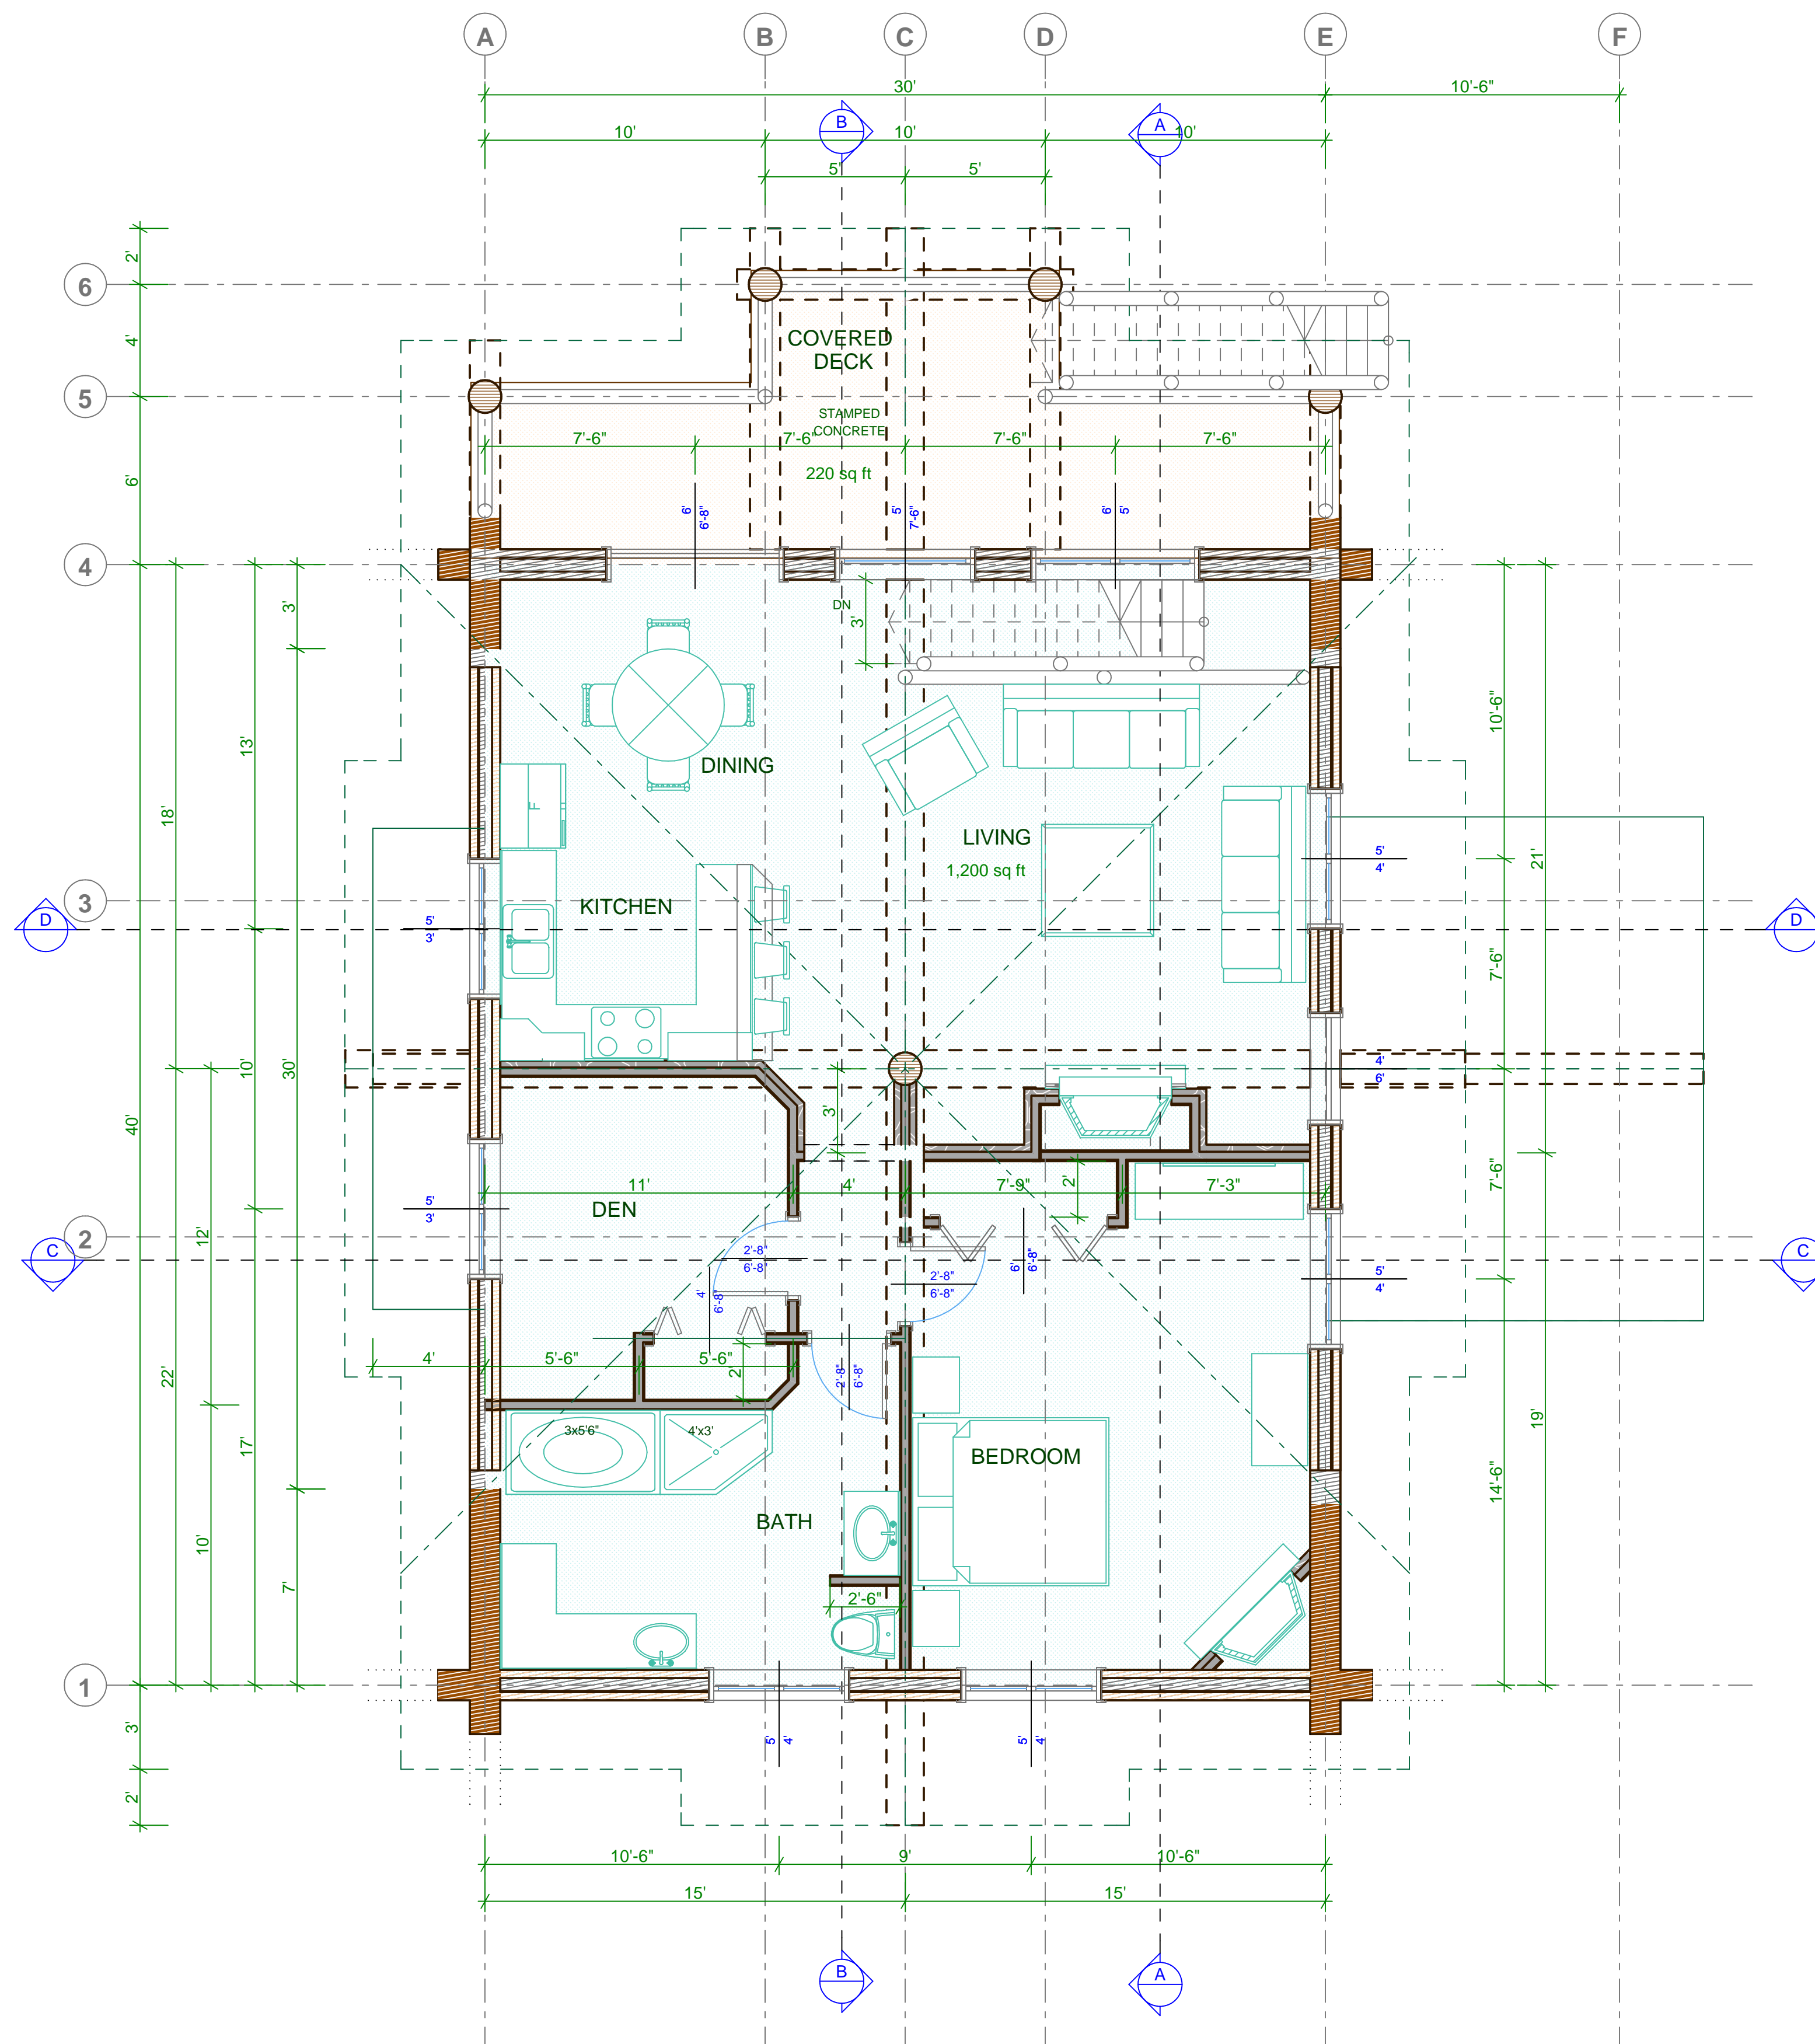 A B C D E F
30' 10'-6"
B A
10' 10' 10'
5' 5'
2'
6
4'
COVERED
DECK
5
STAMPED
CONCRETE
7'-6" 7'-6" 7'-6" 7'-6"
220 sq ft
6'
6' 6'-8"
5' 7'-6"
6' 5'
4
3'
DN
3'
10'-6"
13'
DINING
18'
F
LIVING
1,200 sq ft
5'
4'
21'
3
KITCHEN
D
5'
3'
D
7'-6"
10'
30'
4'
6'
40'
3'
7'-6"
11' 4' 7'-9" 2' 7'-3"
5'
3'
DEN
2
12'
C
2'-8"
6'-8"
4' 6'-8"
2'-8"
6'-8"
6' 6'-8"
5'
4'
C
22'
4' 5'-6" 5'-6"
2'
2'-8" 6'-8"
17'
19'
3x5'6" 4'x3'
BEDROOM
14'-6"
BATH
10'
7'
2'-6"
1
3'
5' 4'
5' 4'
2'
10'-6" 9' 10'-6"
15' 15'
B A